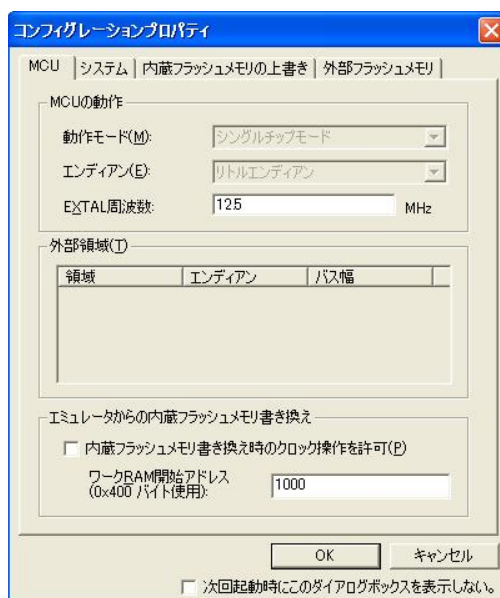 コンフィグレーションプロパティ
MCU システム 内蔵フラッシュメモリの上書き 外部フラッシュメモリ
MCUの動作
動作モード(M): シングルチップモード
エンディアン(E): リトルエンディアン
EXTAL周波数: 12.5 MHz
外部領域(T)
領域 エンディアン バス幅
エミュレータからの内蔵フラッシュメモリ書き換え
内蔵フラッシュメモリ書き換え時のクロック操作を許可(P)
ワークRAM開始アドレス
(0x400 バイト使用): 1000
OK キャンセル
次回起動時にこのダイアログボックスを表示しない。